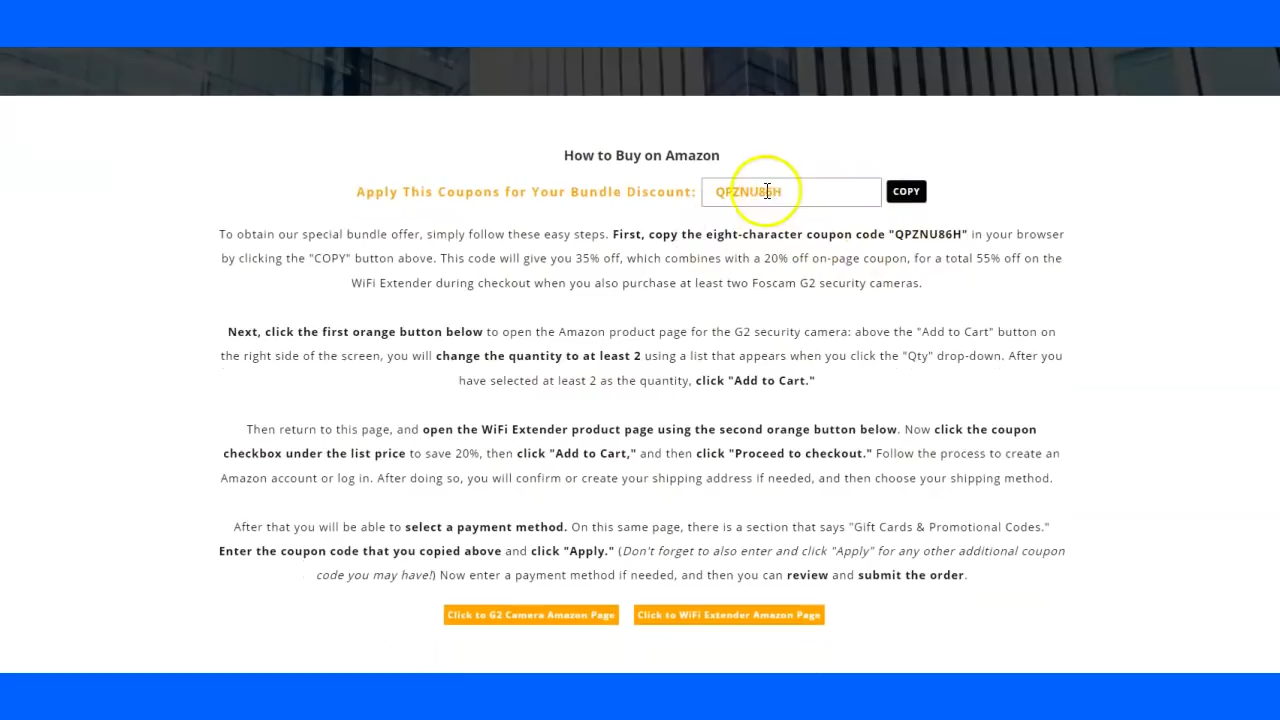 How to Buy on Amazon
Apply This Coupons for Your Bundle Discount: QPZNU86H COPY
To obtain our special bundle offer, simply follow these easy steps. First, copy the eight-character coupon code "QPZNU86H" in your browser
by clicking the "COPY" button above. This code will give you 35% off, which combines with a 20% off on-page coupon, for a total 55% off on the
WiFi Extender during checkout when you also purchase at least two Foscam G2 security cameras.
Next, click the first orange button below to open the Amazon product page for the G2 security camera: above the "Add to Cart" button on
the right side of the screen, you will change the quantity to at least 2 using a list that appears when you click the "Qty" drop-down. After you
have selected at least 2 as the quantity, click "Add to Cart."
Then return to this page, and open the WiFi Extender product page using the second orange button below. Now click the coupon
checkbox under the list price to save 20%, then click "Add to Cart," and then click "Proceed to checkout." Follow the process to create an
Amazon account or log in. After doing so, you will confirm or create your shipping address if needed, and then choose your shipping method.
After that you will be able to select a payment method. On this same page, there is a section that says "Gift Cards & Promotional Codes."
Enter the coupon code that you copied above and click "Apply." (Don't forget to also enter and click "Apply" for any other additional coupon
code you may have!) Now enter a payment method if needed, and then you can review and submit the order.
Click to G2 Camera Amazon Page Click to WiFi Extender Amazon Page